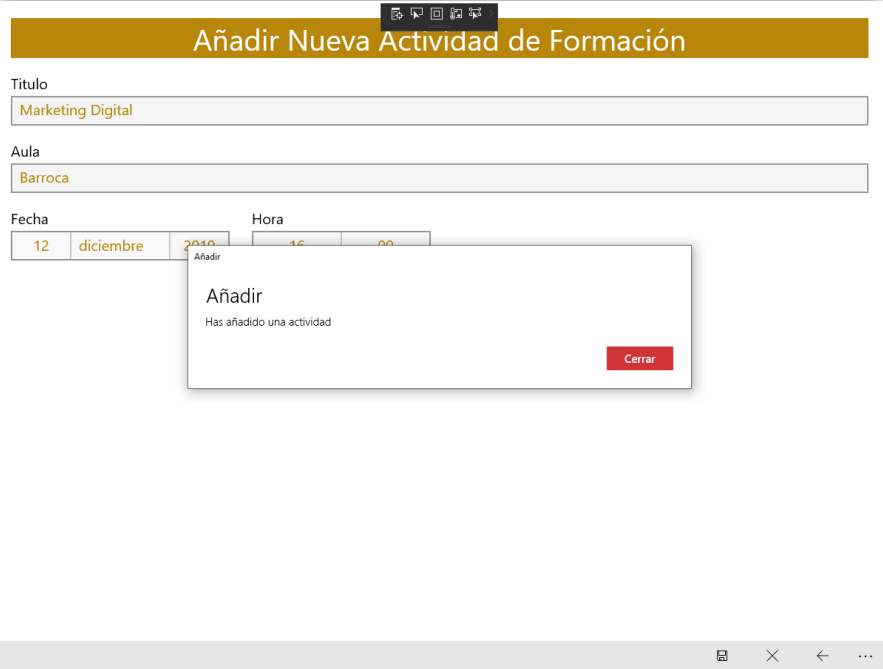 Añadir Nueva Actividad de Formación
Titulo
Marketing Digital
Aula
Barroca
Fecha
Hora
12 diciembre 2019
16 00
Añadir
Añadir
Has añadido una actividad
Cerrar